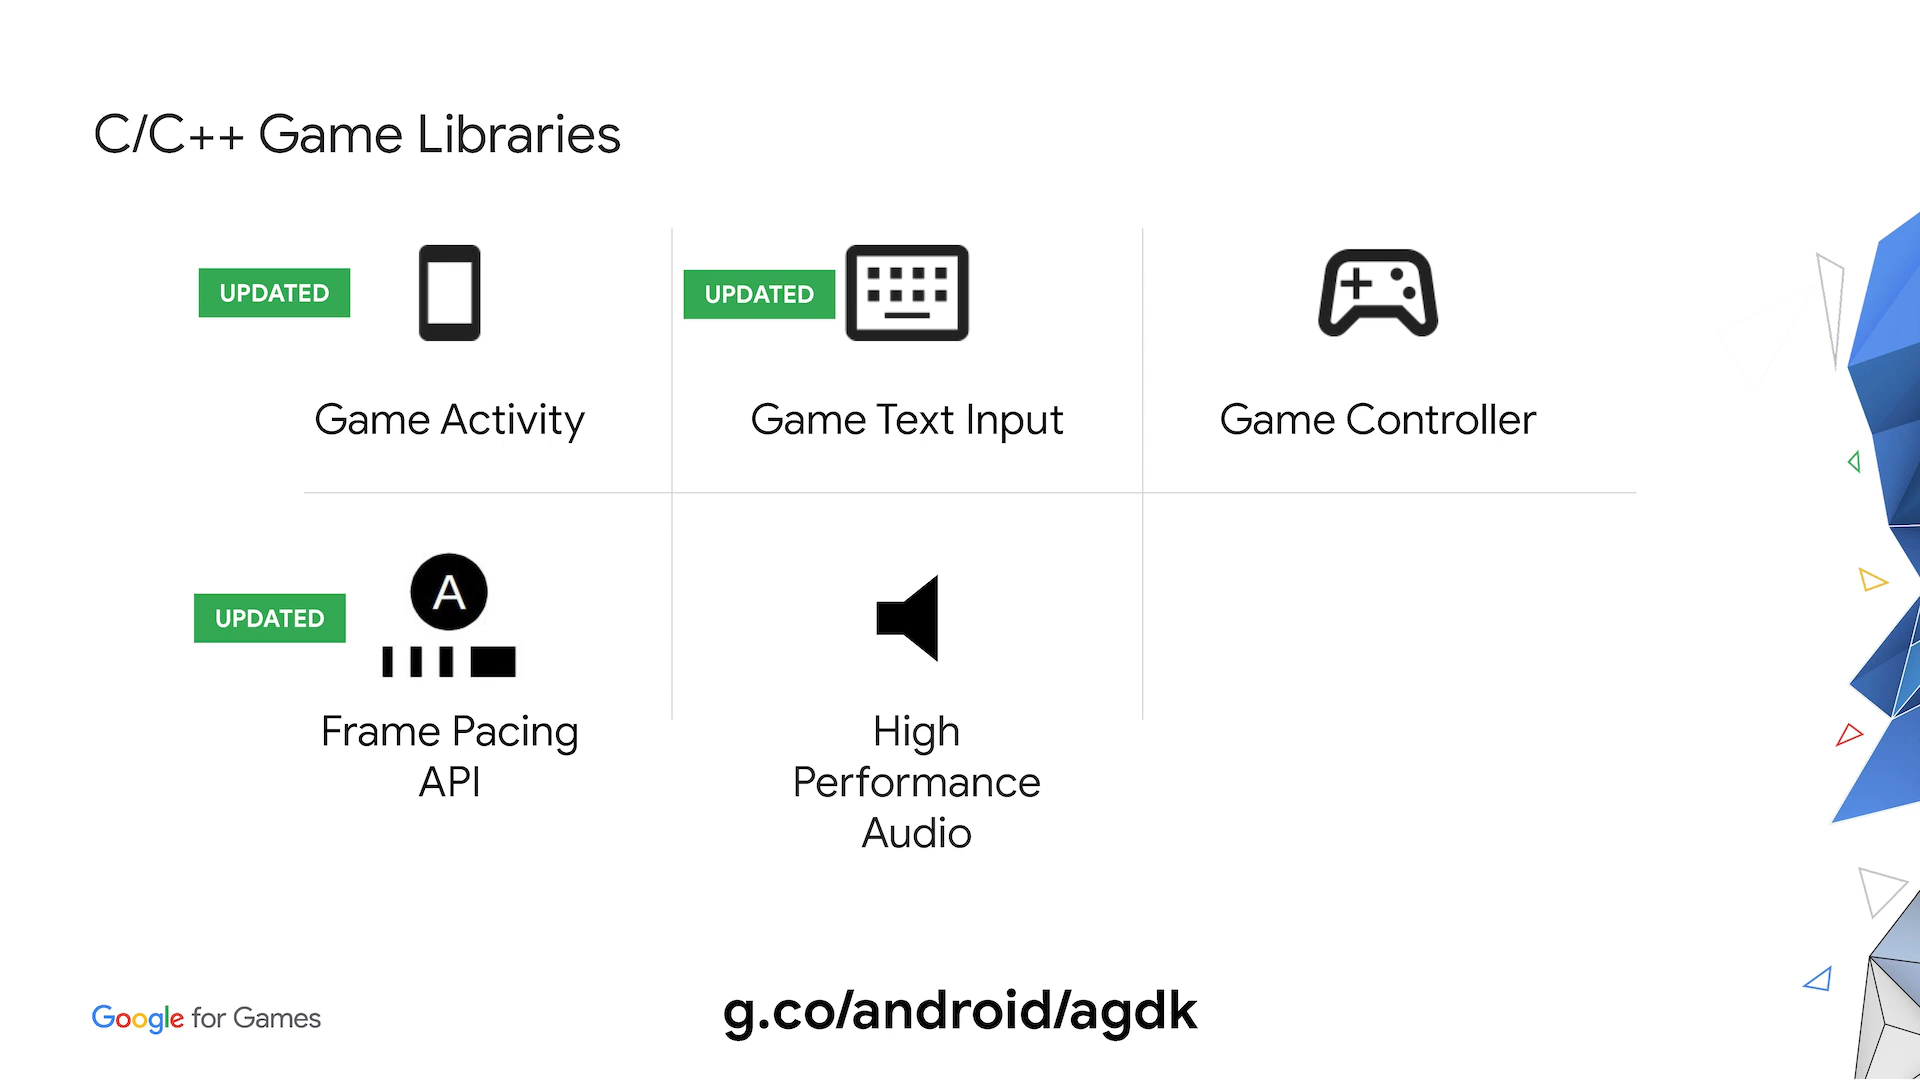 C/C++ Game Libraries
UPDATED
UPDATED
Game Activity
Game Text Input
Game Controller
UPDATED
A
Frame Pacing
API
High
Performance
Audio
Google for Games
g.co/android/agdk